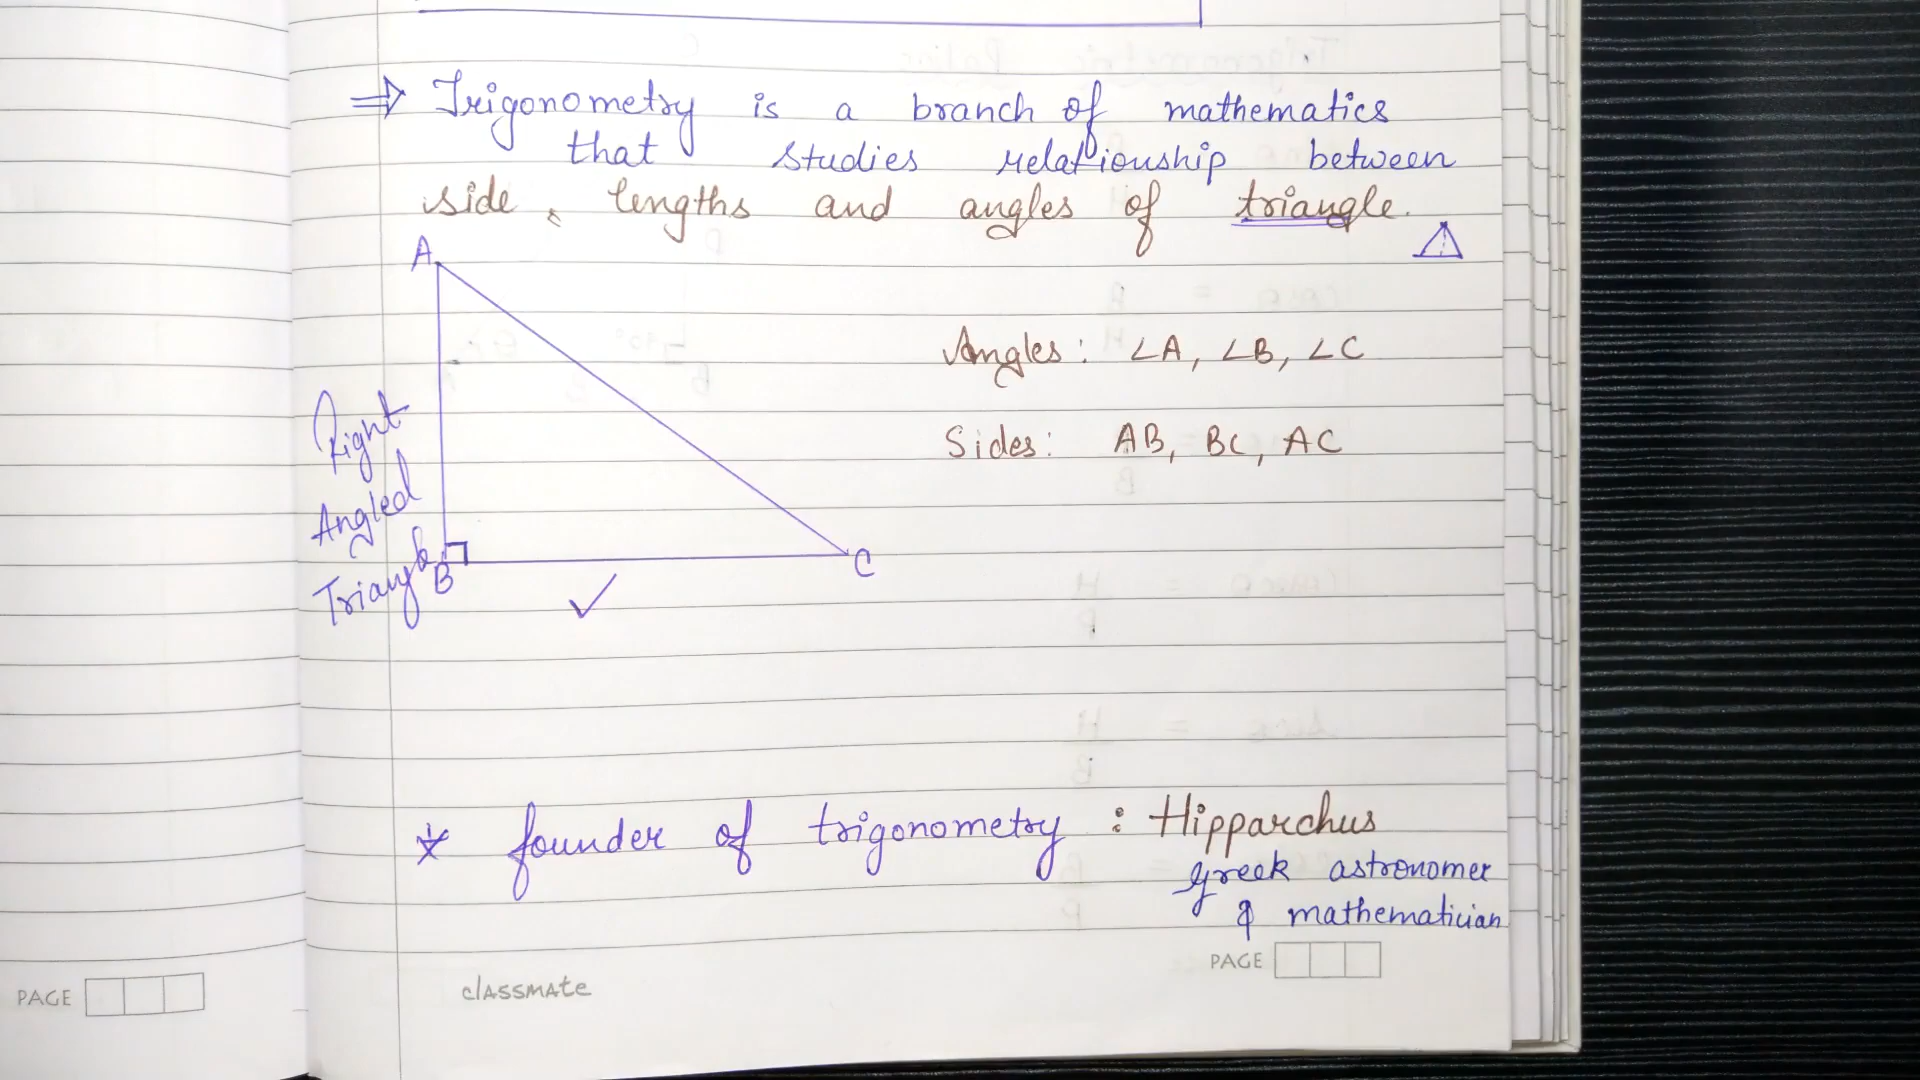 ⇒ Trigonometry is a branch of mathematics
that studies relationship between
side, lengths and angles of triangle.
A
Angles: ∠A, ∠B, ∠C
Sides: AB, BC, AC
Right
Angled
Triangle
B
C
* founder of trigonometry : Hipparchus
greek astronomer
& mathematician
PAGE
classmate
PAGE